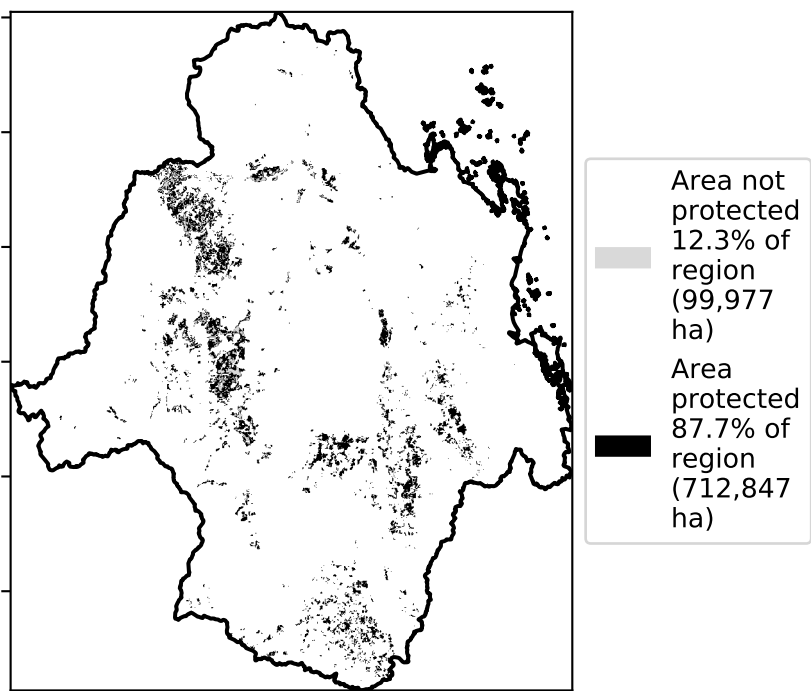 Area not
protected
12.3% of
region
(99,977
ha)
Area
protected
87.7% of
region
(712,847
ha)